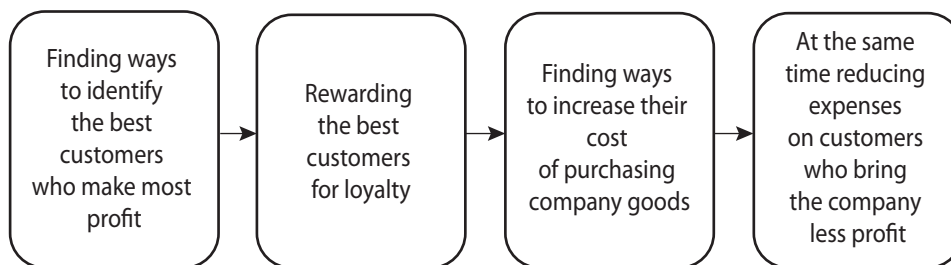 Finding ways
to identify
the best
customers
who make most
profit
Rewarding
the best
customers
for loyalty
Finding ways
to increase their
cost
of purchasing
company goods
At the same
time reducing
expenses
on customers
who bring
the company
less profit